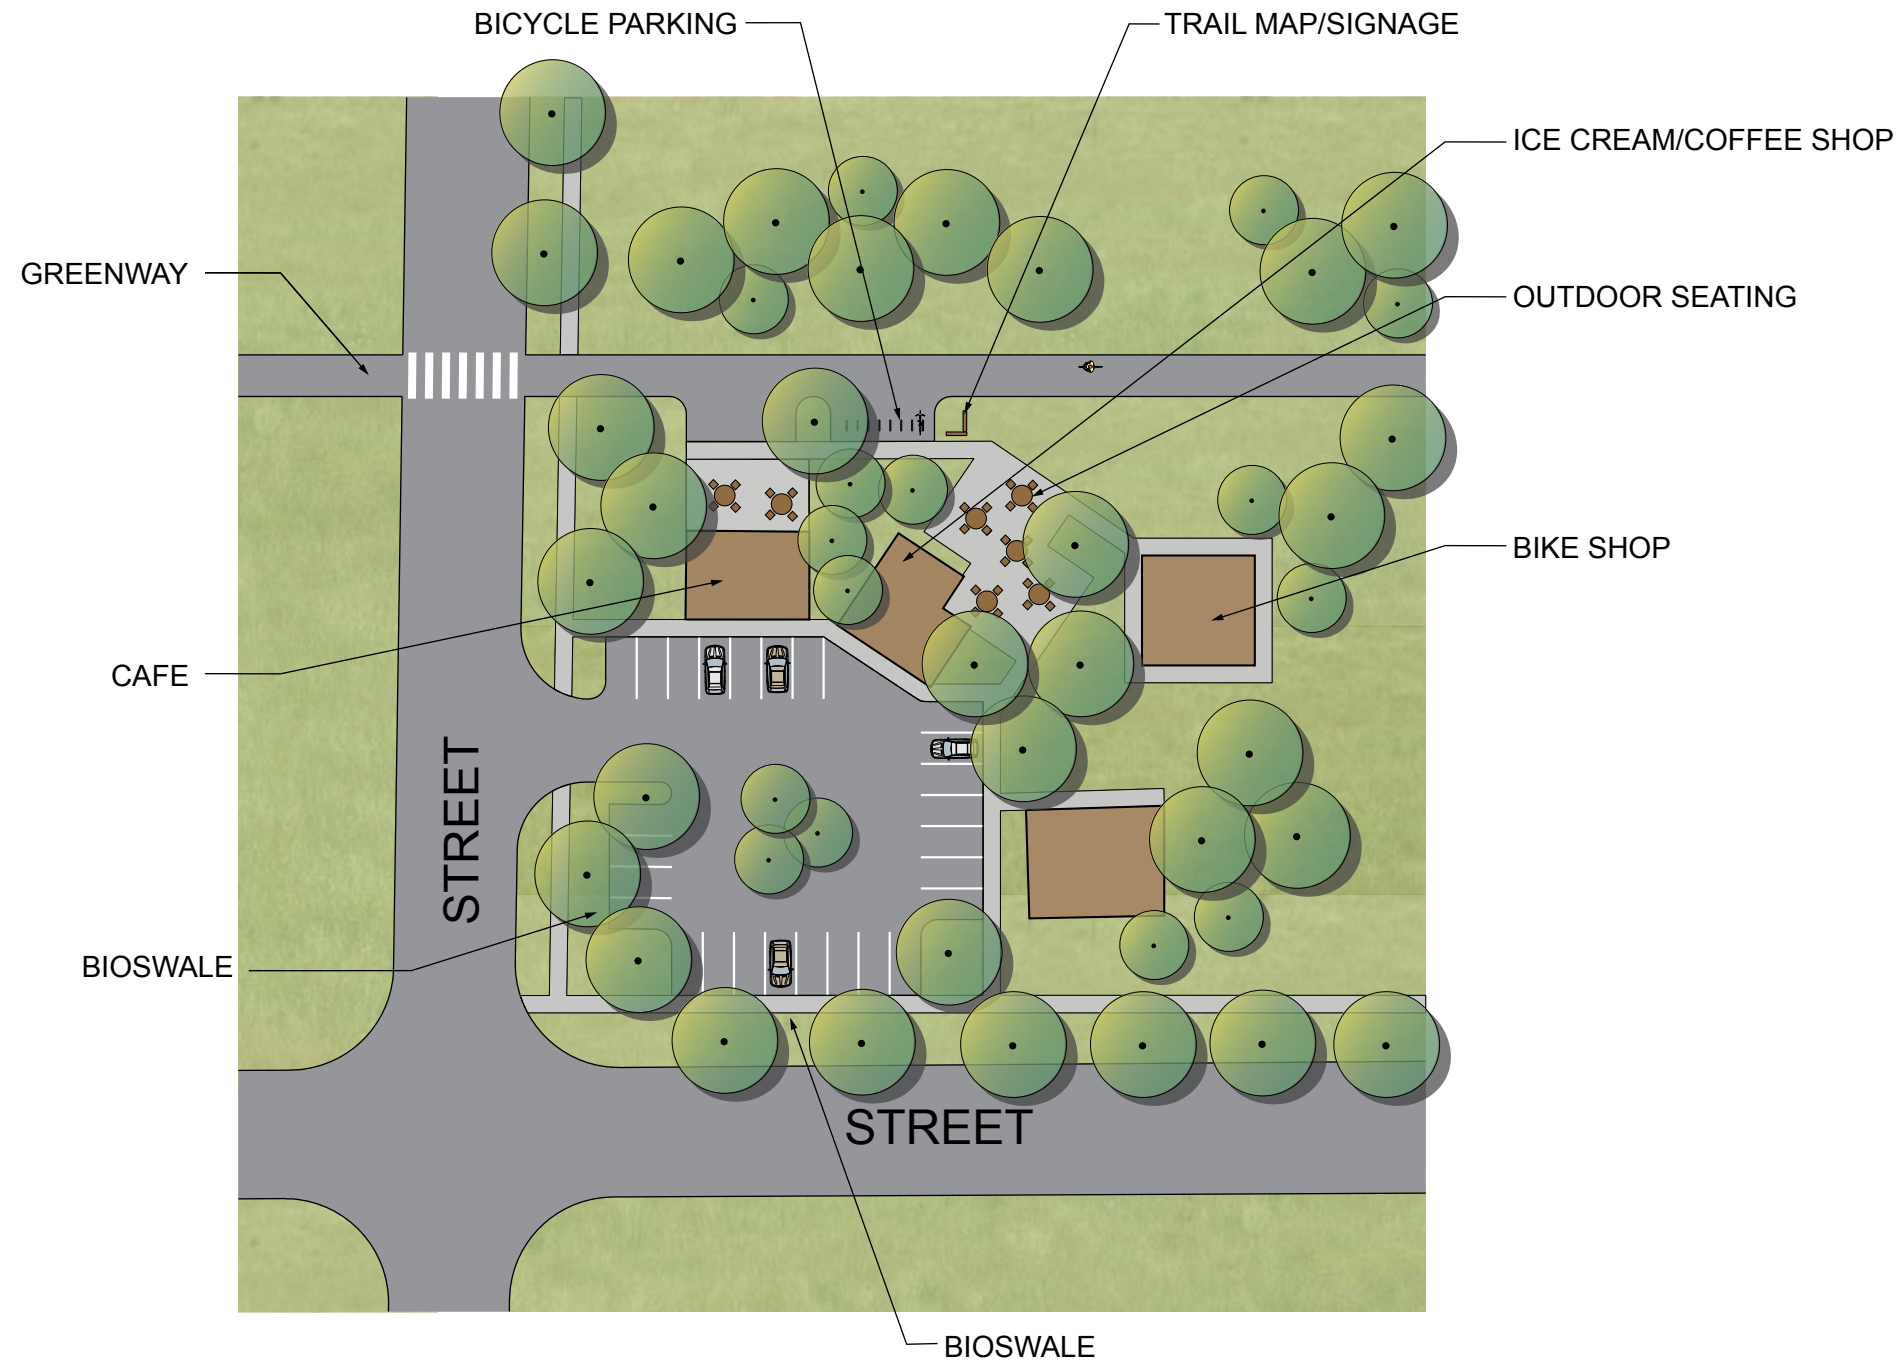 BICYCLE PARKING
TRAIL MAP/SIGNAGE
ICE CREAM/COFFEE SHOP
GREENWAY
OUTDOOR SEATING
BIKE SHOP
CAFE
STREET
BIOSWALE
STREET
BIOSWALE